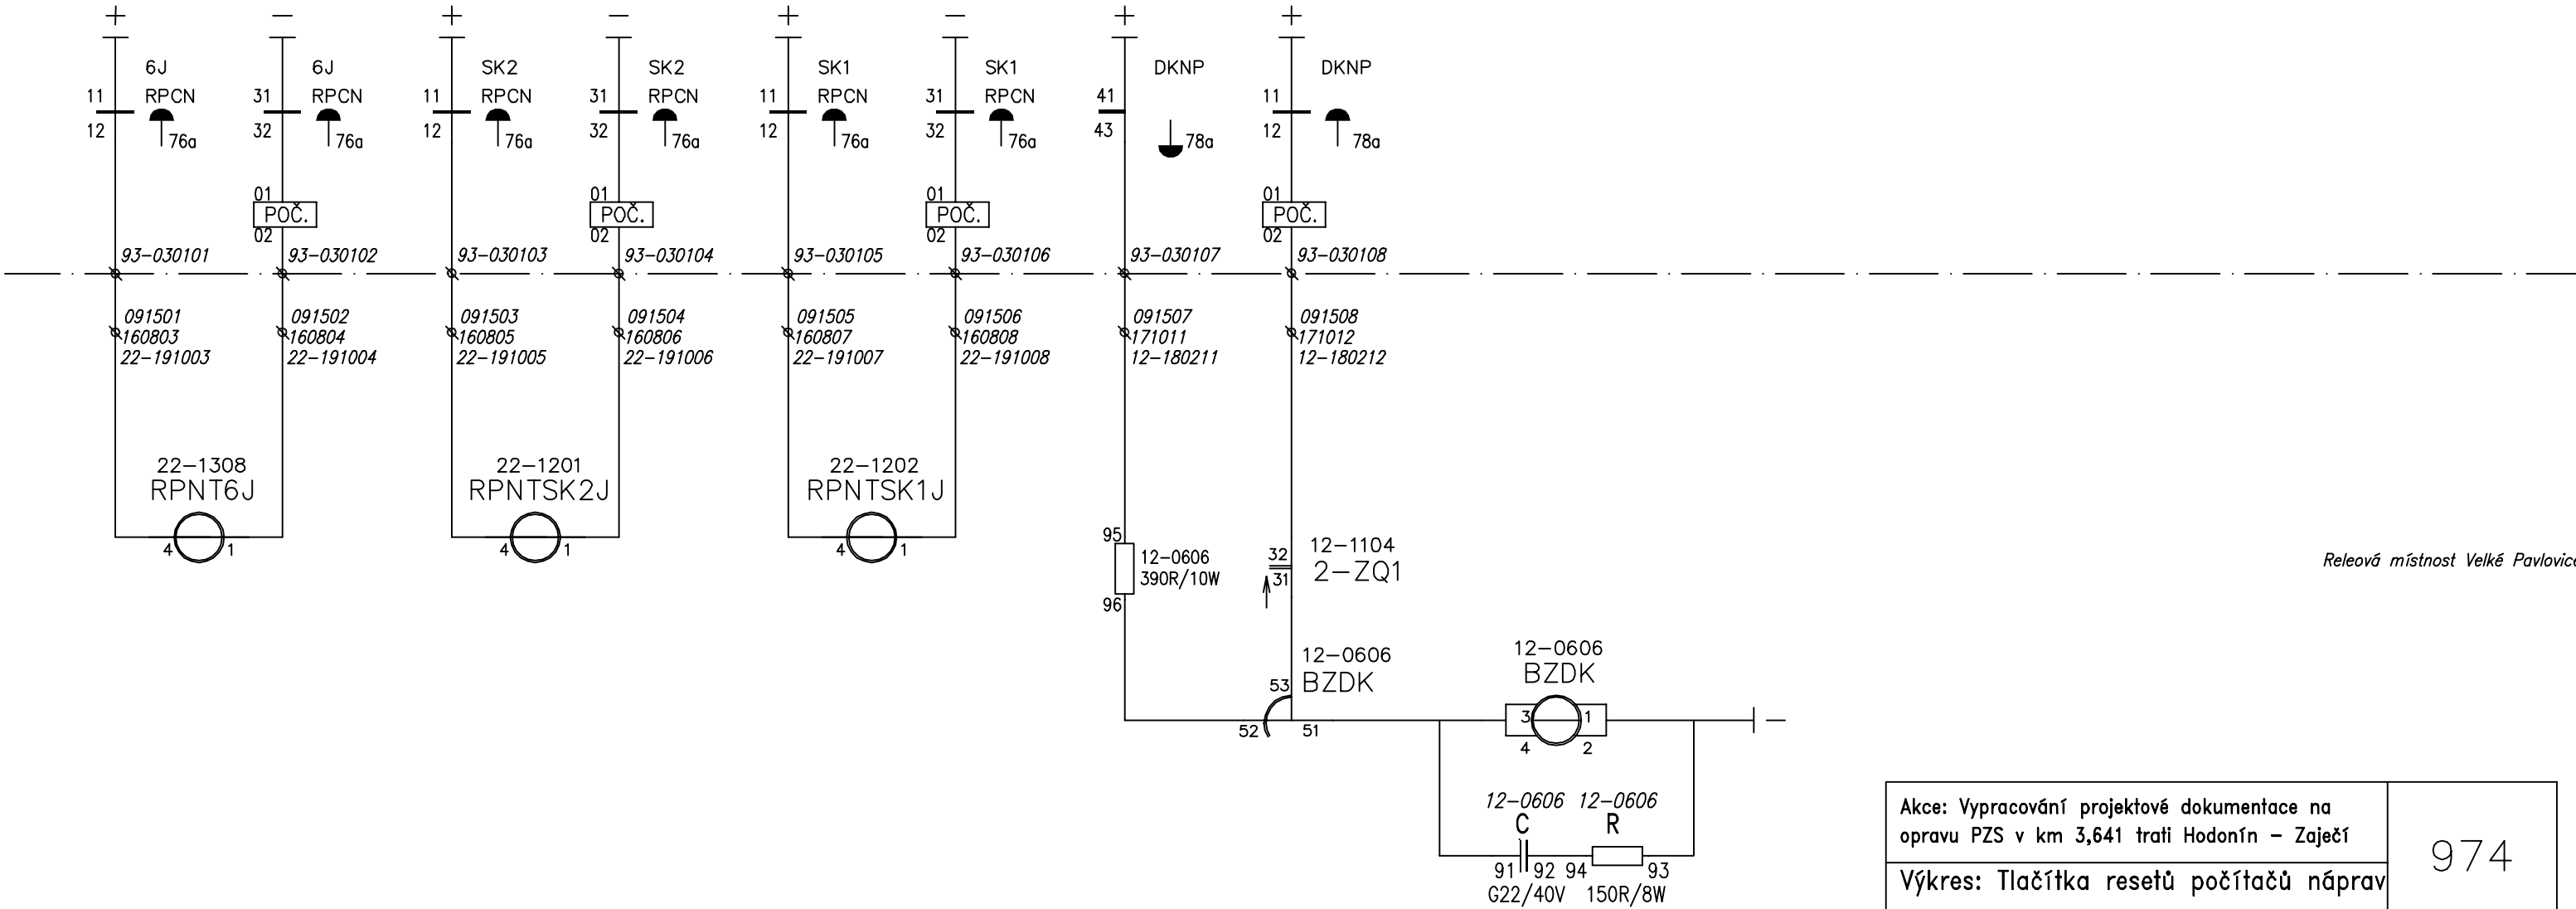 + − + − + − + +
6J 6J SK2 SK2 SK1 SK1 DKNP DKNP
11 RPCN 31 RPCN 11 RPCN 31 RPCN 11 RPCN 31 RPCN 41 11
12 76a 32 76a 12 76a 32 76a 12 76a 32 76a 43 78a 12 78a
01 01 01 01
POČ. POČ. POČ. POČ.
02 02 02 02
93-030101 93-030102 93-030103 93-030104 93-030105 93-030106 93-030107 93-030108
091501 091502 091503 091504 091505 091506 091507 091508
160803 160804 160805 160806 160807 160808 171011 171012
22-191003 22-191004 22-191005 22-191006 22-191007 22-191008 12-180211 12-180212
22-1308 22-1201 22-1202
RPNT6J RPNTSK2J RPNTSK1J
4 1 4 1 4 1
95
12-0606
390R/10W
96
32 12-1104
31 2-ZQ1
Releová místnost Velké Pavlovice
12-0606
53 BZDK
52 51
12-0606
BZDK
3 1
4 2
−
12-0606 12-0606
C R
91 92 94 93
G22/40V 150R/8W
Akce: Vypracování projektové dokumentace na
opravu PZS v km 3,641 trati Hodonín - Zaječí
974
Výkres: Tlačítka resetů počítačů náprav